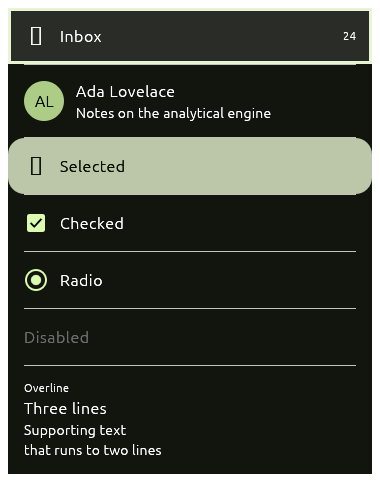 Inbox 24
AL
Ada Lovelace
Notes on the analytical engine
Selected
Checked
Radio
Disabled
Overline
Three lines
Supporting text
that runs to two lines